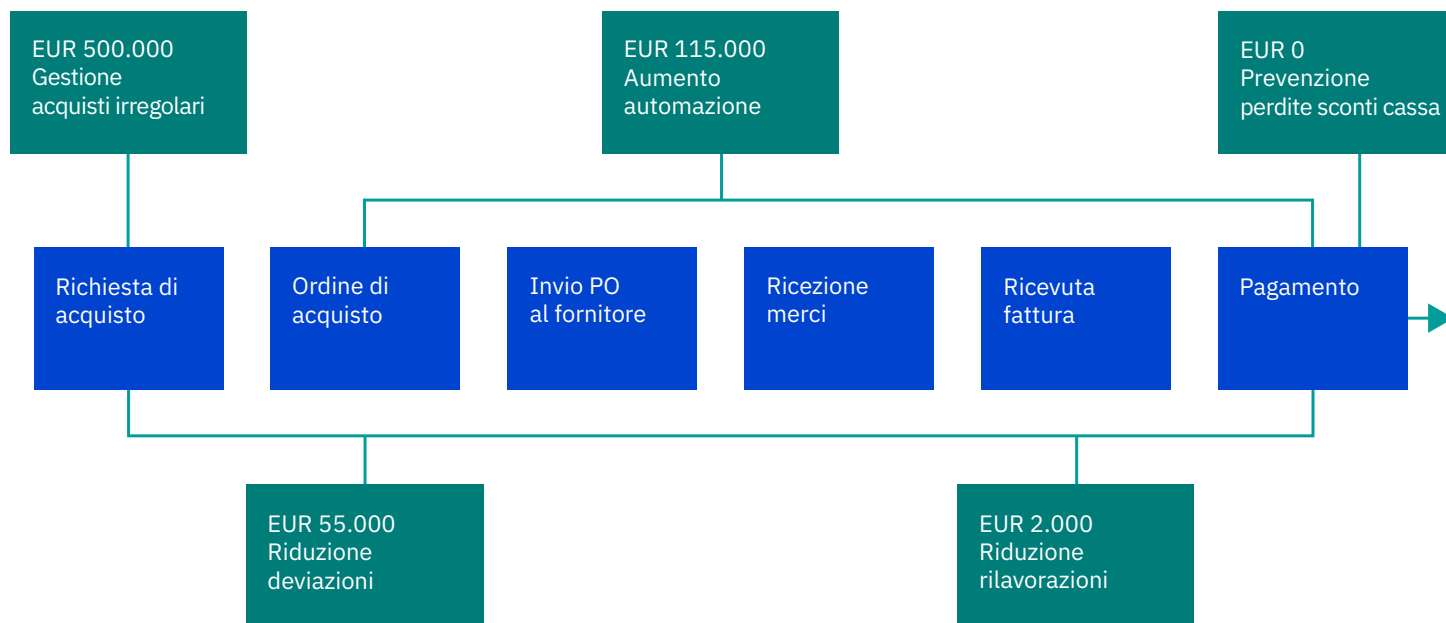 EUR 500.000
Gestione
acquisti irregolari
EUR 115.000
Aumento
automazione
EUR 0
Prevenzione
perdite sconti cassa
Richiesta di
acquisto
Ordine di
acquisto
Invio PO
al fornitore
Ricezione
merci
Ricevuta
fattura
Pagamento
EUR 55.000
Riduzione
deviazioni
EUR 2.000
Riduzione
rilavorazioni